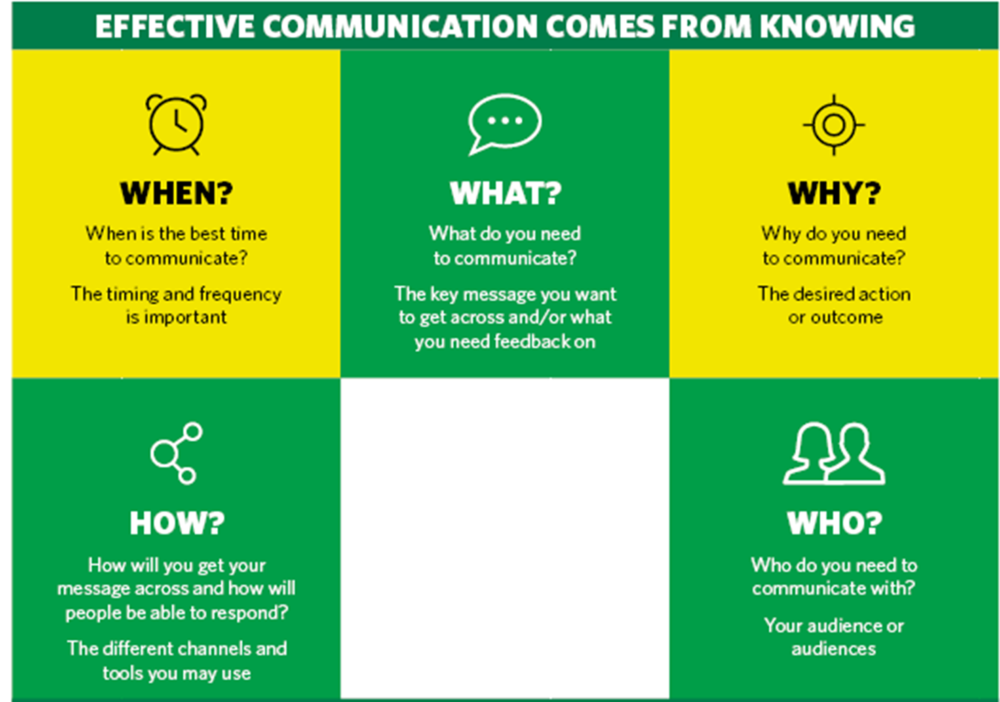 EFFECTIVE COMMUNICATION COMES FROM KNOWING
WHEN?
When is the best time
to communicate?
The timing and frequency
is important
WHAT?
What do you need
to communicate?
The key message you want
to get across and/or what
you need feedback on
WHY?
Why do you need
to communicate?
The desired action
or outcome
HOW?
How will you get your
message across and how will
people be able to respond?
The different channels and
tools you may use
WHO?
Who do you need to
communicate with?
Your audience or
audiences